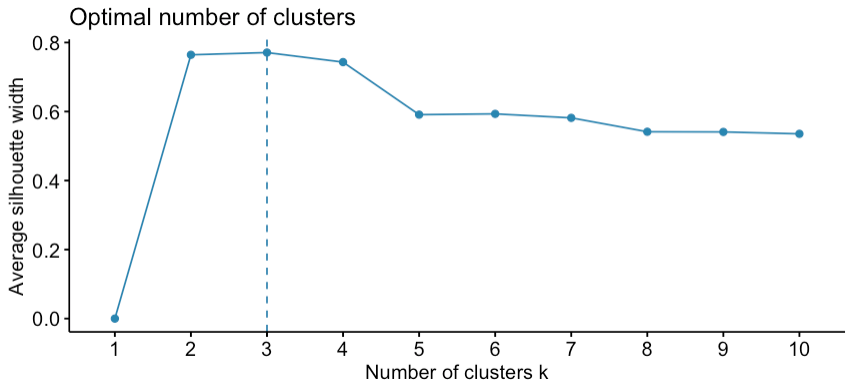 Optimal number of clusters
Average silhouette width
0.8
0.6
0.4
0.2
0.0
1 2 3 4 5 6 7 8 9 10
Number of clusters k